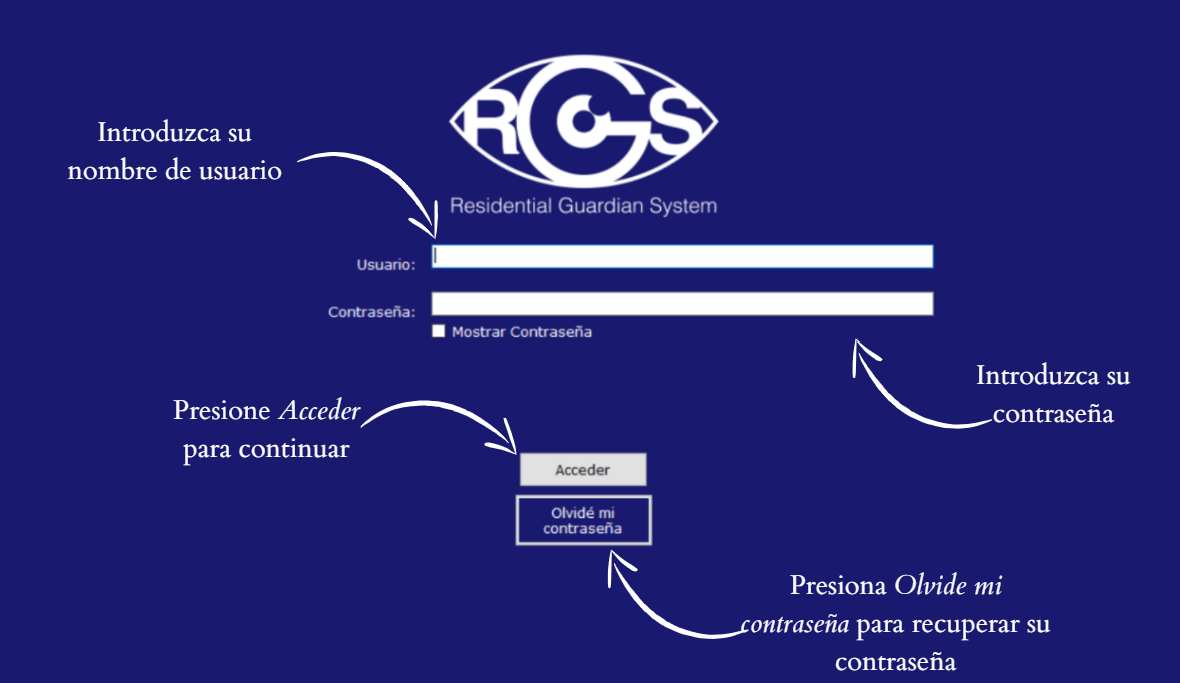 RGS
Residential Guardian System
Introduzca su
nombre de usuario
Usuario:
Contraseña:
Mostrar Contraseña
Introduzca su
contraseña
Presione Acceder
para continuar
Acceder
Olvidé mi
contraseña
Presiona Olvide mi
contraseña para recuperar su
contraseña